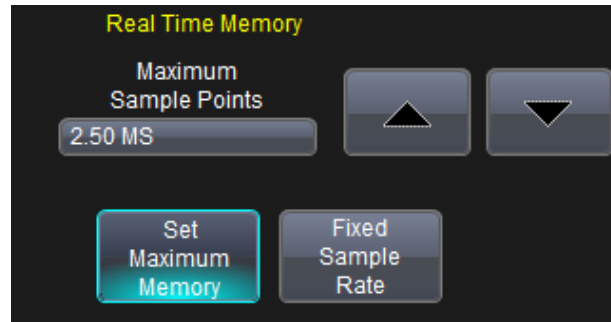 Real Time Memory
Maximum
Sample Points
2.50 MS
Set
Maximum
Memory
Fixed
Sample
Rate